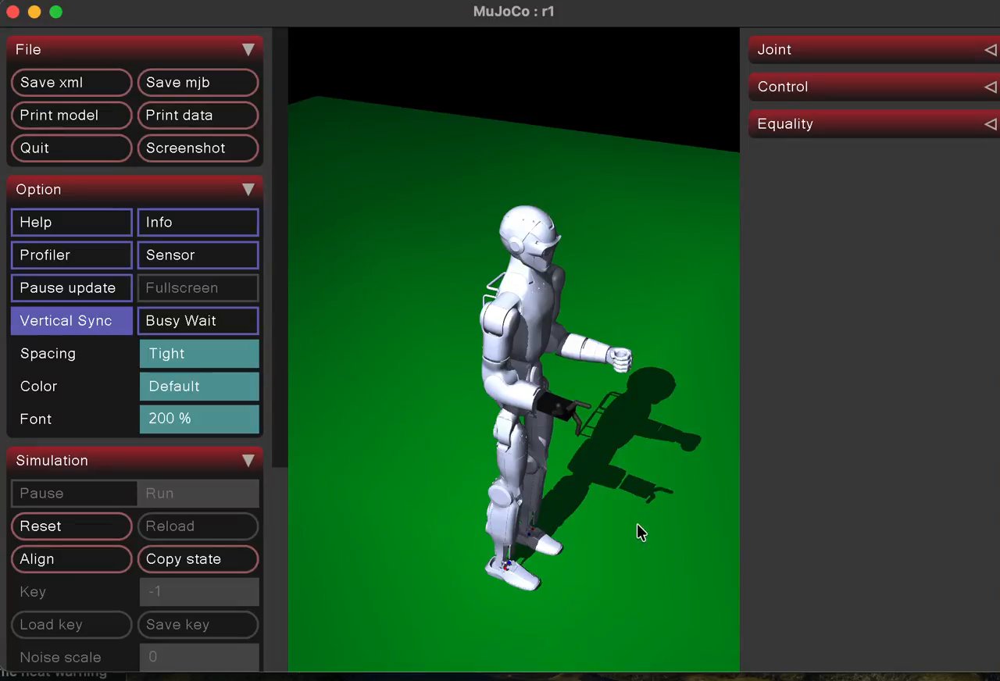 MuJoCo : r1
File
Save xml
Save mjb
Print model
Print data
Quit
Screenshot
Option
Help
Info
Profiler
Sensor
Pause update
Fullscreen
Vertical Sync
Busy Wait
Spacing
Tight
Color
Default
Font
200 %
Simulation
Pause
Run
Reset
Reload
Align
Copy state
Key
-1
Load key
Save key
Noise scale
0
heat warning
Joint
Control
Equality